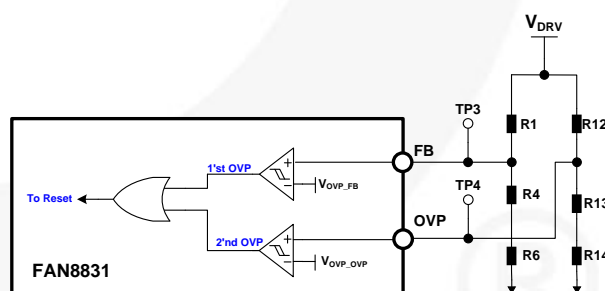 VDRV
TP3
R1
R12
FB
1'st OVP
+
-
VOVP_FB
To Reset
TP4
R4
R13
OVP
2'nd OVP
+
-
VOVP_OVP
R6
R14
FAN8831
®